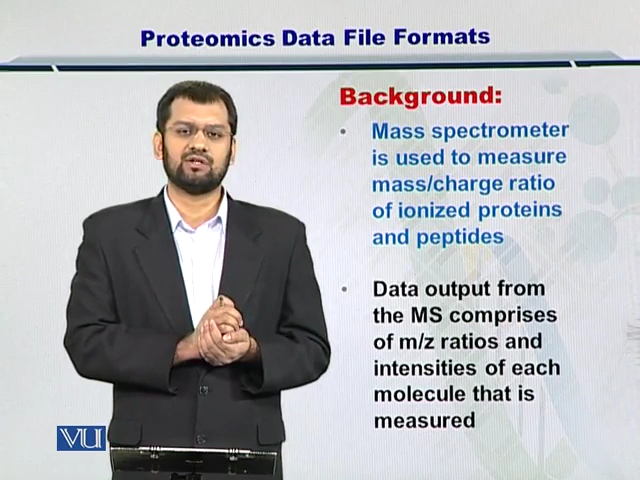 Proteomics Data File Formats
Background:
• Mass spectrometer
is used to measure
mass/charge ratio
of ionized proteins
and peptides
• Data output from
the MS comprises
of m/z ratios and
intensities of each
molecule that is
measured
VU